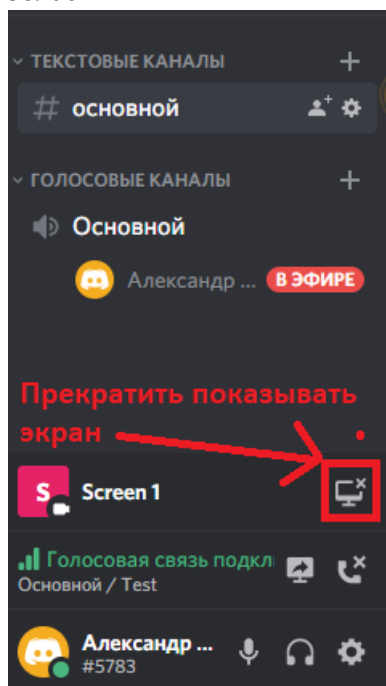 ТЕКСТОВЫЕ КАНАЛЫ
# основной
ГОЛОСОВЫЕ КАНАЛЫ
Основной
Александр ... В ЭФИРЕ
Прекратить показывать
экран
S Screen 1
Голосовая связь подкл
Основной / Test
Александр ...
#5783